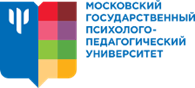 МОСКОВСКИЙ
ГОСУДАРСТВЕННЫЙ
ПСИХОЛОГО-
ПЕДАГОГИЧЕСКИЙ
УНИВЕРСИТЕТ